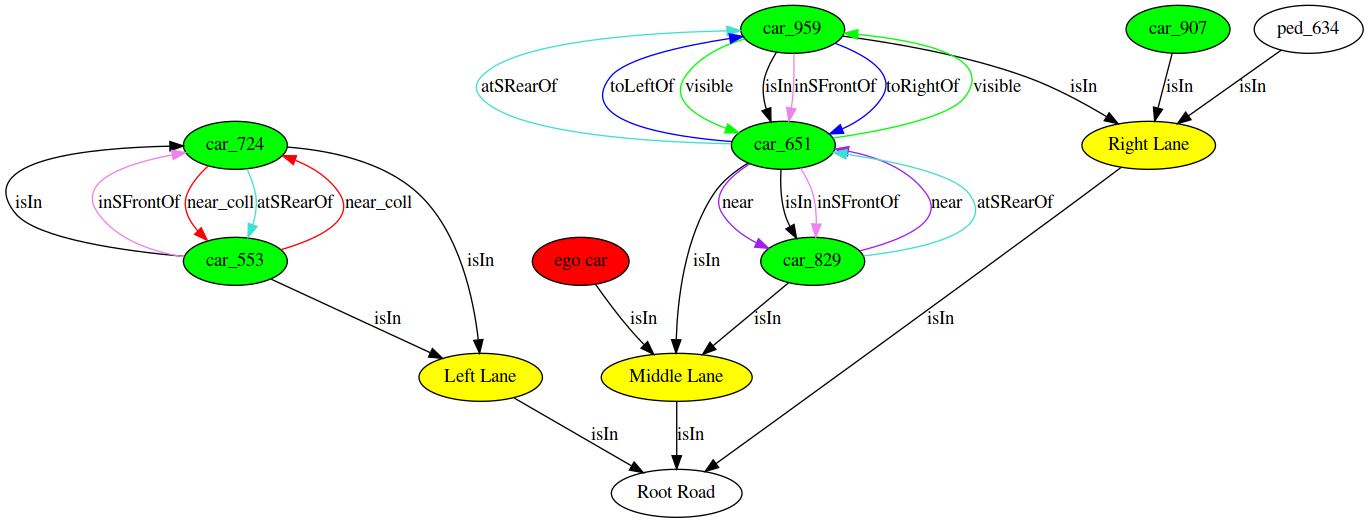 car_959
car_907
ped_634
atSRearOf
toLeftOf
visible
isIn
inSFrontOf
toRightOf
visible
isIn
isIn
isIn
car_724
car_651
Right Lane
isIn
inSFrontOf
near_coll
atSRearOf
near_coll
near
isIn
inSFrontOf
near
atSRearOf
car_553
isIn
ego car
isIn
car_829
isIn
isIn
isIn
isIn
Left Lane
Middle Lane
isIn
isIn
Root Road